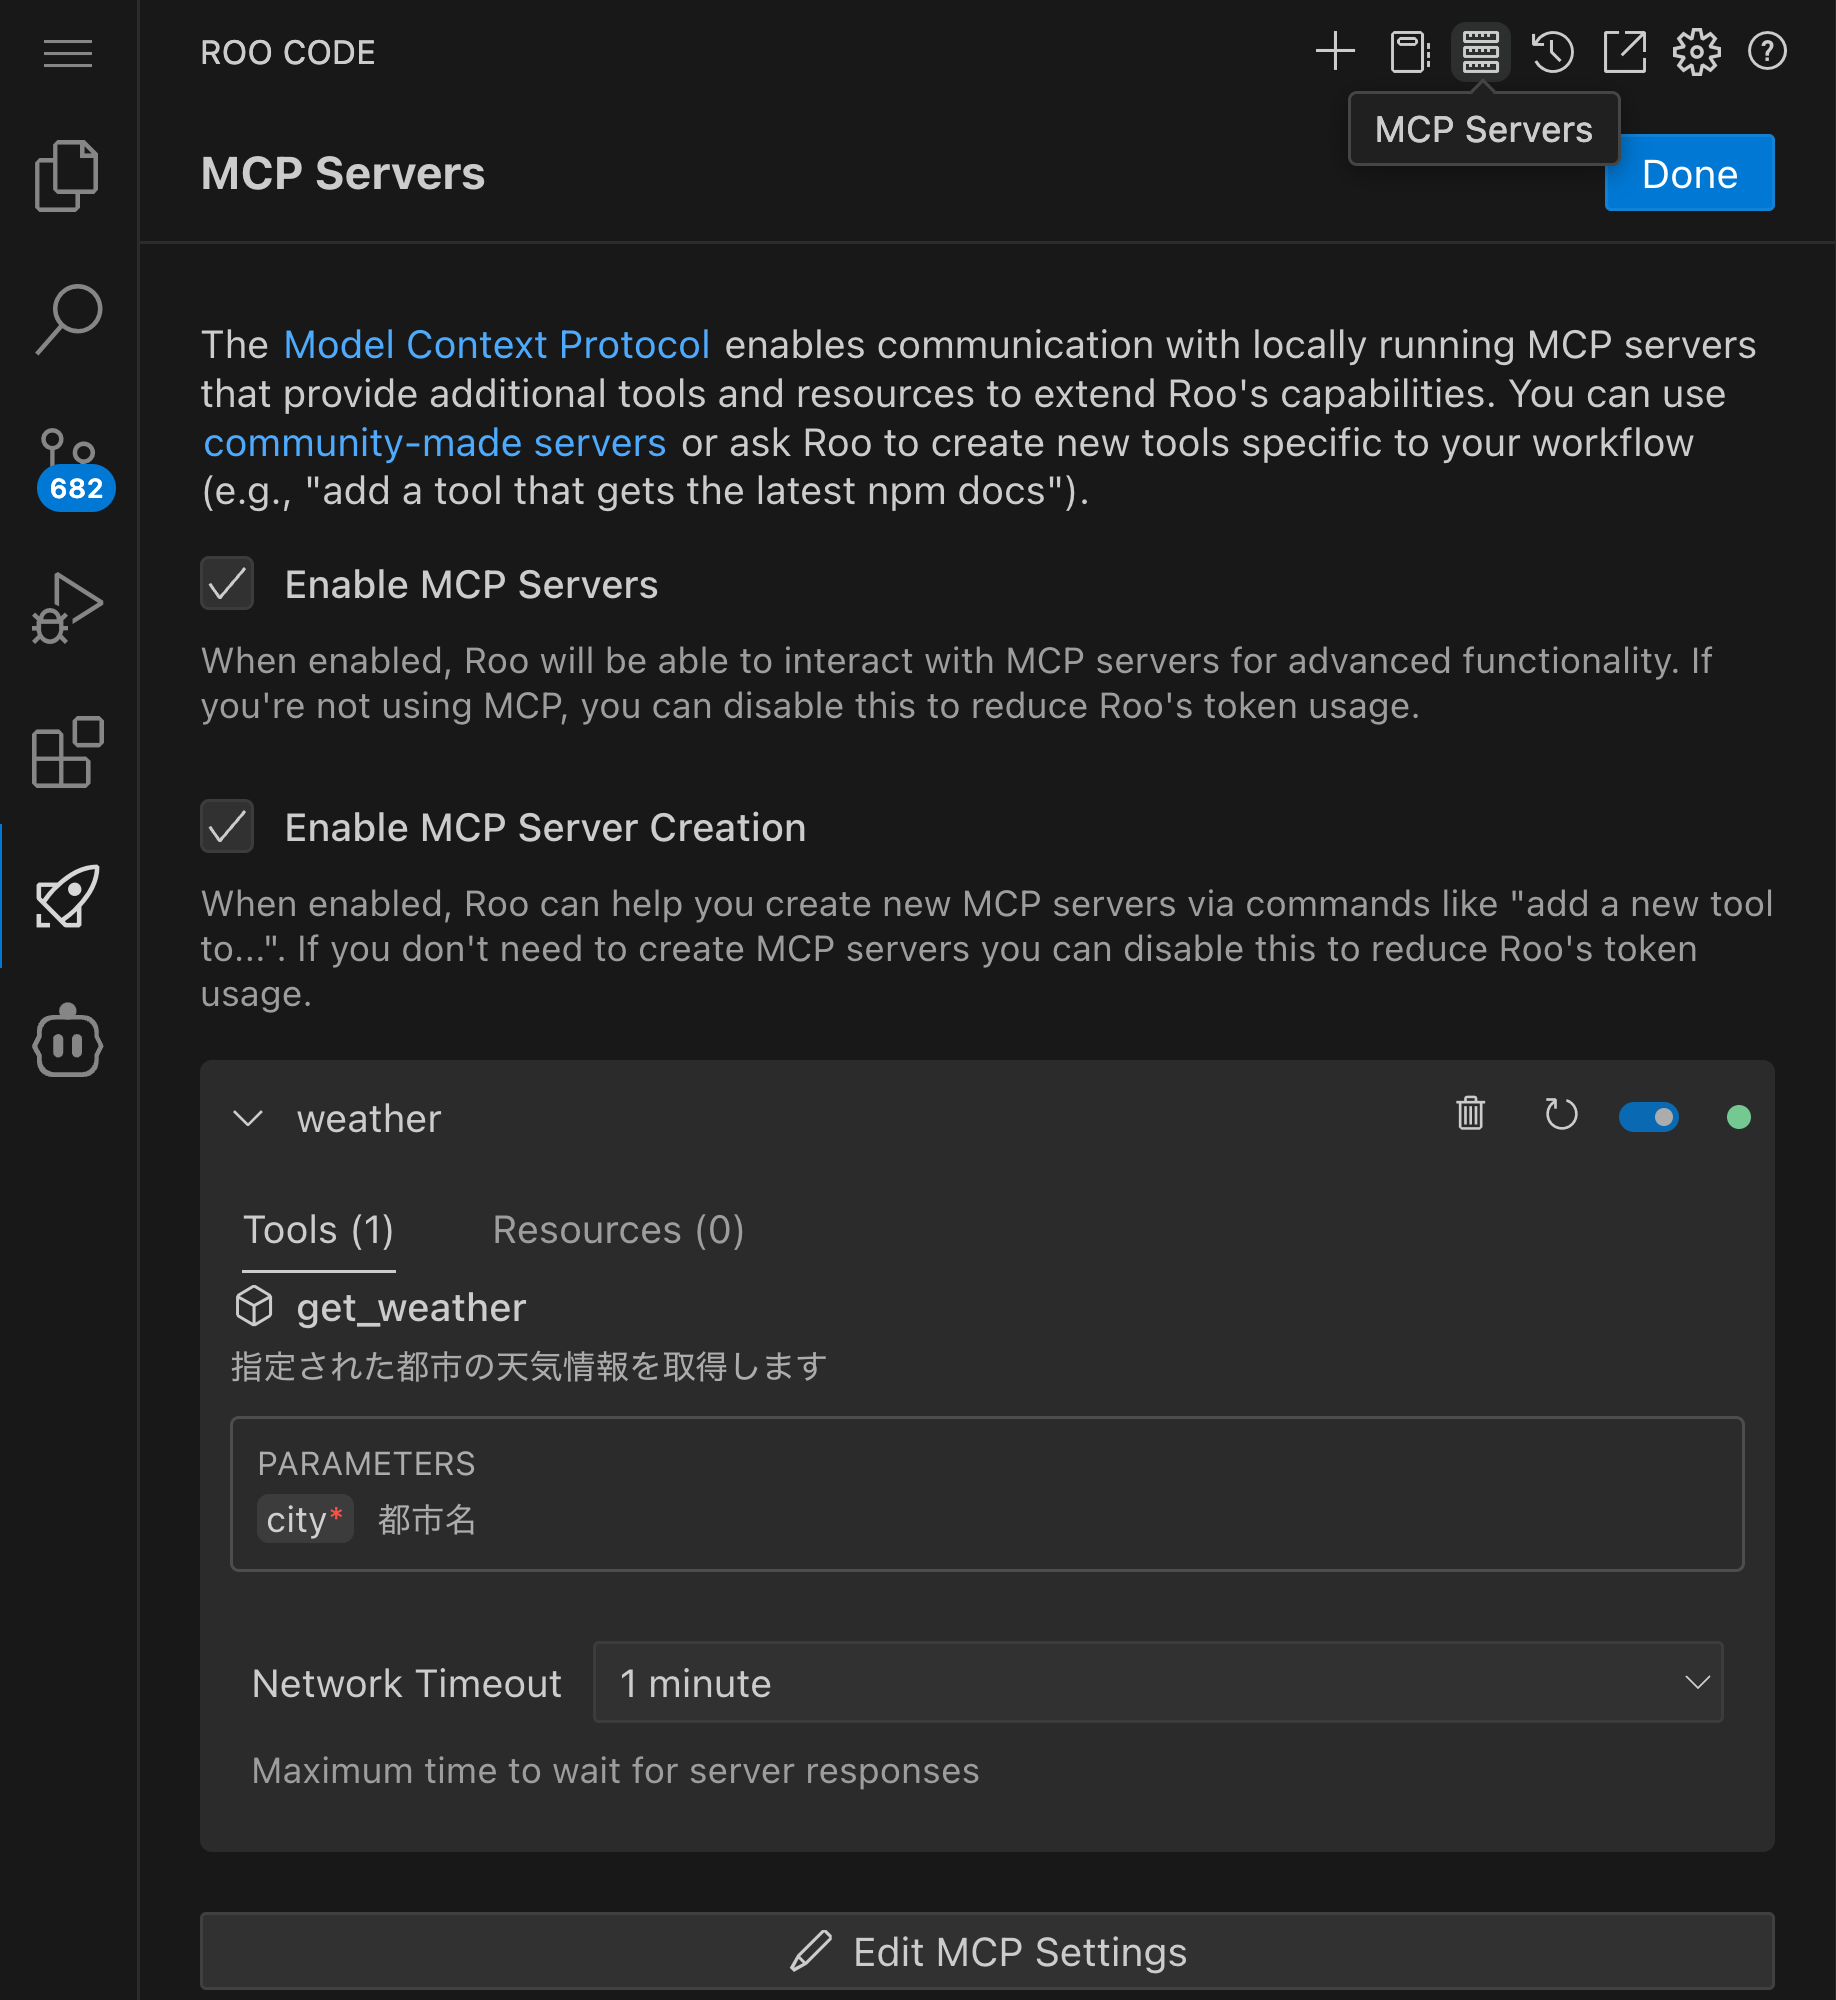 ROO CODE
MCP Servers
MCP Servers
Done
The Model Context Protocol enables communication with locally running MCP servers
that provide additional tools and resources to extend Roo's capabilities. You can use
community-made servers or ask Roo to create new tools specific to your workflow
(e.g., "add a tool that gets the latest npm docs").
682
Enable MCP Servers
When enabled, Roo will be able to interact with MCP servers for advanced functionality. If
you're not using MCP, you can disable this to reduce Roo's token usage.
Enable MCP Server Creation
When enabled, Roo can help you create new MCP servers via commands like "add a new tool
to...". If you don't need to create MCP servers you can disable this to reduce Roo's token
usage.
weather
Tools (1) Resources (0)
get_weather
指定された都市の天気情報を取得します
PARAMETERS
city* 都市名
Network Timeout 1 minute
Maximum time to wait for server responses
Edit MCP Settings